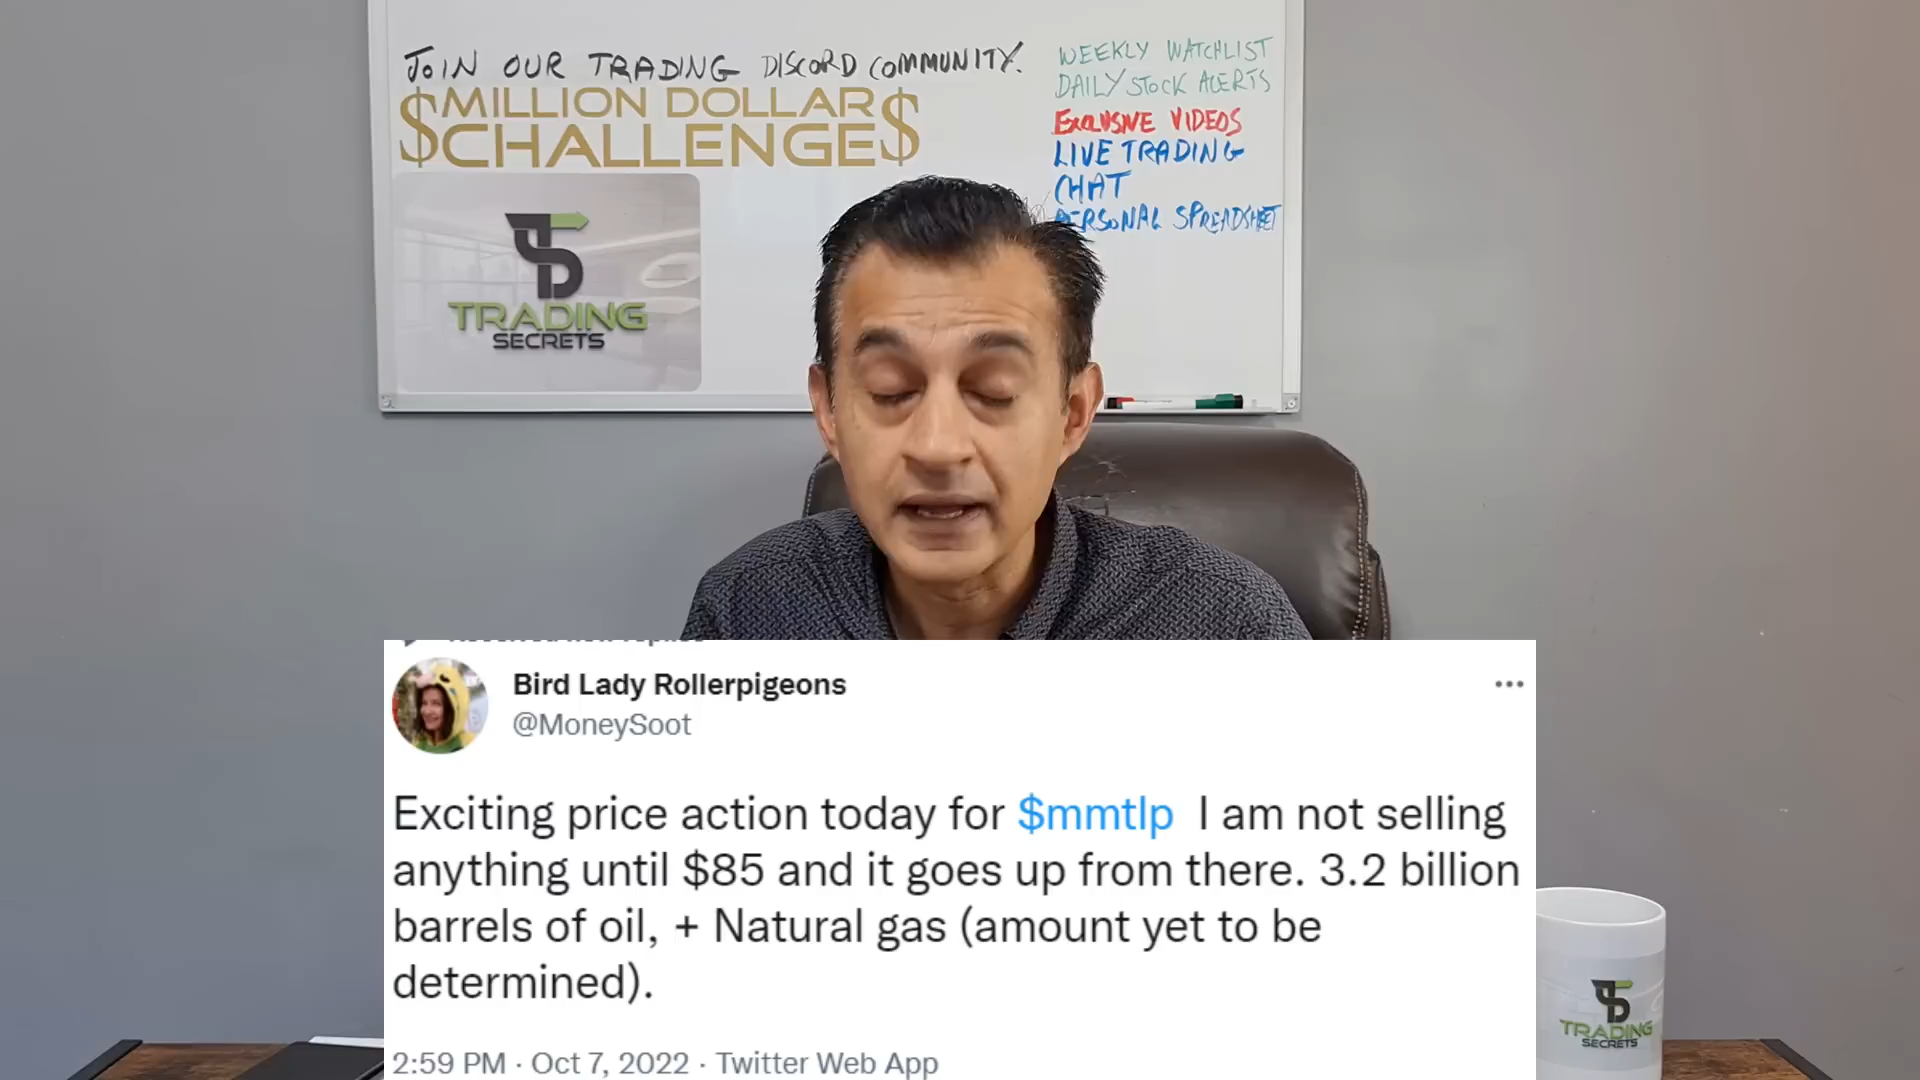 JOIN OUR TRADING DISCORD COMMUNITY.
$MILLION DOLLAR$
CHALLENGE
TRADING
SECRETS
WEEKLY WATCHLIST
DAILY STOCK ALERTS
EXCLUSIVE VIDEOS
LIVE TRADING
CHAT
PERSONAL SPREADSHEET
Bird Lady Rollerpigeons
@MoneySoot
Exciting price action today for $mmtlp I am not selling
anything until $85 and it goes up from there. 3.2 billion
barrels of oil, + Natural gas (amount yet to be
determined).
2:59 PM · Oct 7, 2022 · Twitter Web App
TRADING
SECRETS